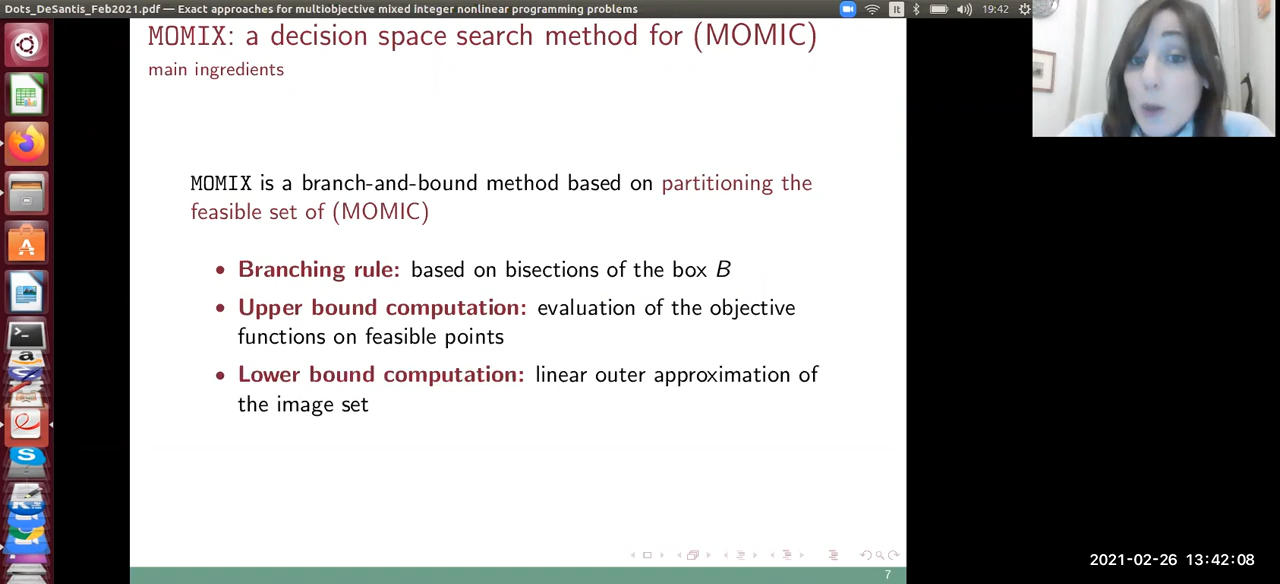 Dots_DeSantis_Feb2021.pdf — Exact approaches for multiobjective mixed integer nonlinear programming problems
It
19:42
MOMIX: a decision space search method for (MOMIC)
main ingredients
MOMIX is a branch-and-bound method based on partitioning the
feasible set of (MOMIC)
• Branching rule: based on bisections of the box B
• Upper bound computation: evaluation of the objective
functions on feasible points
• Lower bound computation: linear outer approximation of
the image set
7
2021-02-26 13:42:08